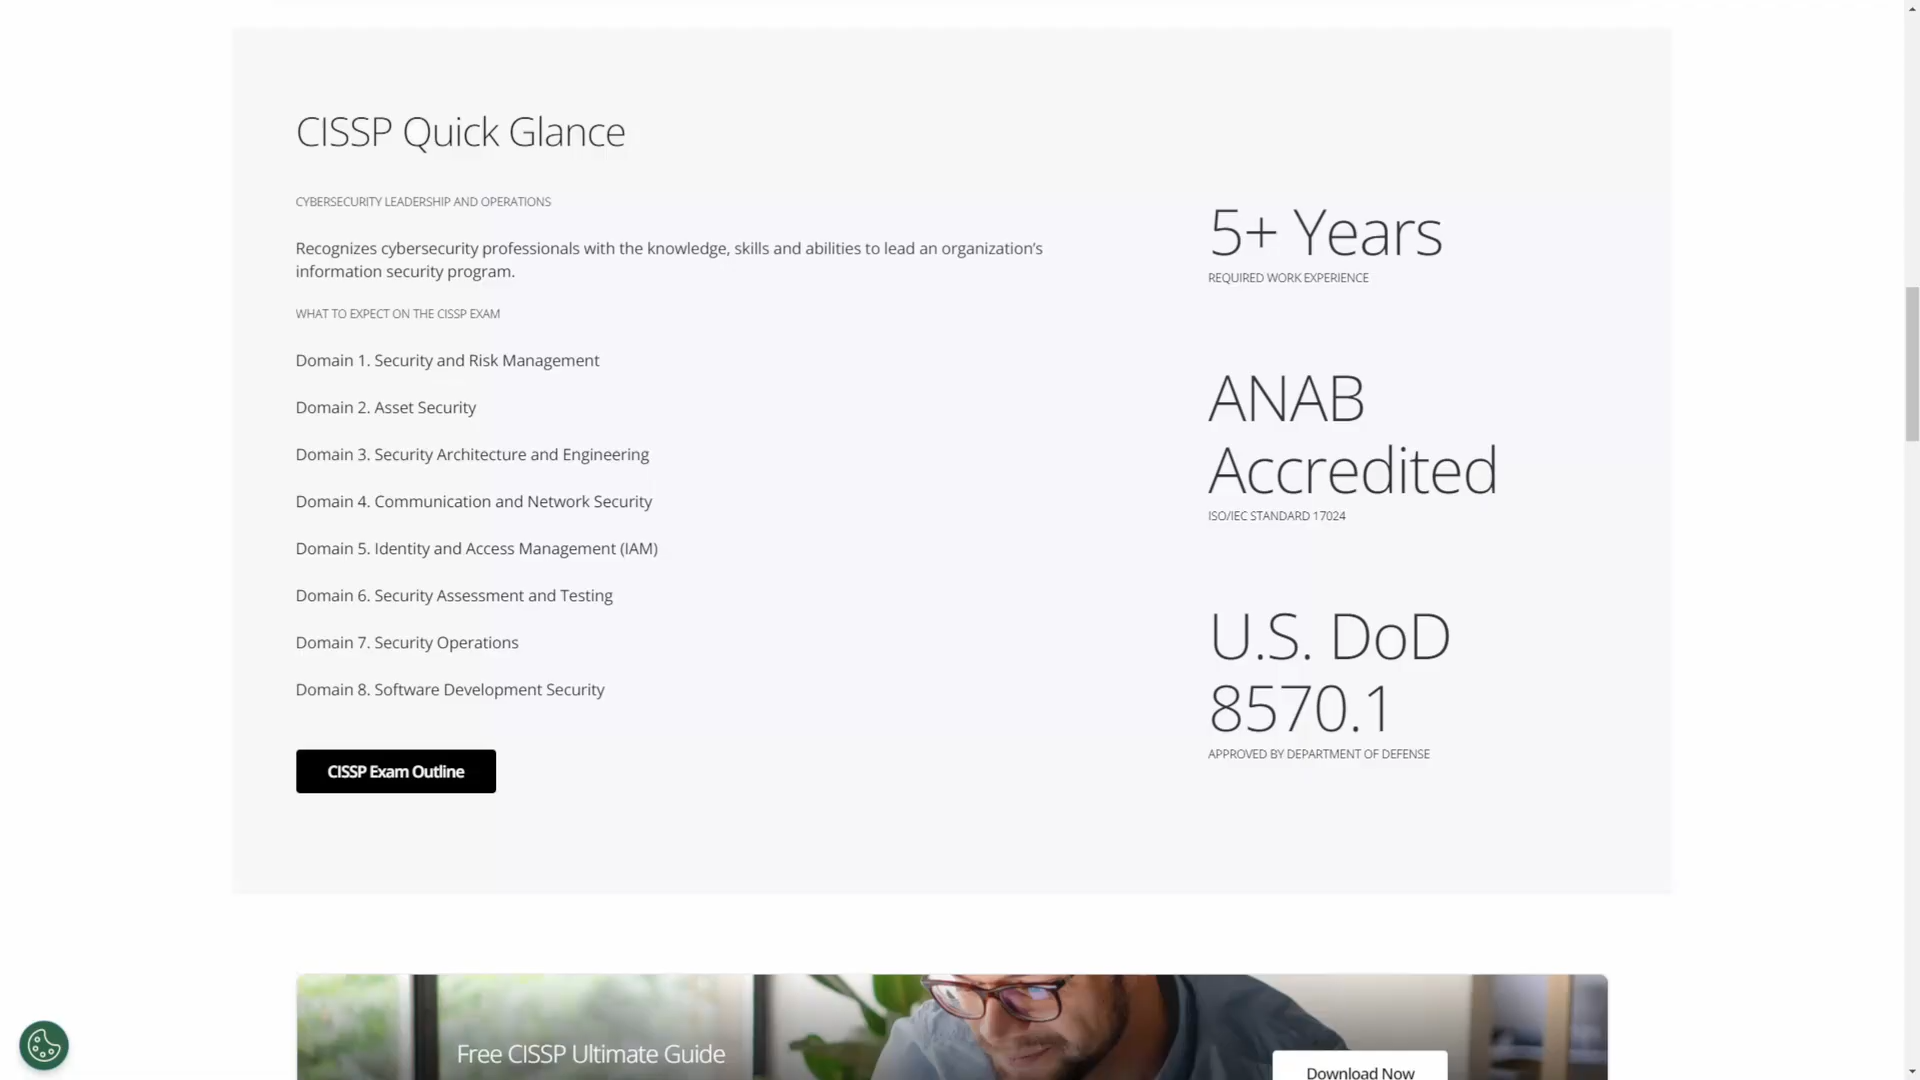 CISSP Quick Glance
CYBERSECURITY LEADERSHIP AND OPERATIONS
Recognizes cybersecurity professionals with the knowledge, skills and abilities to lead an organization’s
information security program.
WHAT TO EXPECT ON THE CISSP EXAM
Domain 1. Security and Risk Management
Domain 2. Asset Security
Domain 3. Security Architecture and Engineering
Domain 4. Communication and Network Security
Domain 5. Identity and Access Management (IAM)
Domain 6. Security Assessment and Testing
Domain 7. Security Operations
Domain 8. Software Development Security
CISSP Exam Outline
5+ Years
REQUIRED WORK EXPERIENCE
ANAB
Accredited
ISO/IEC STANDARD 17024
U.S. DoD
8570.1
APPROVED BY DEPARTMENT OF DEFENSE
Free CISSP Ultimate Guide
Download Now